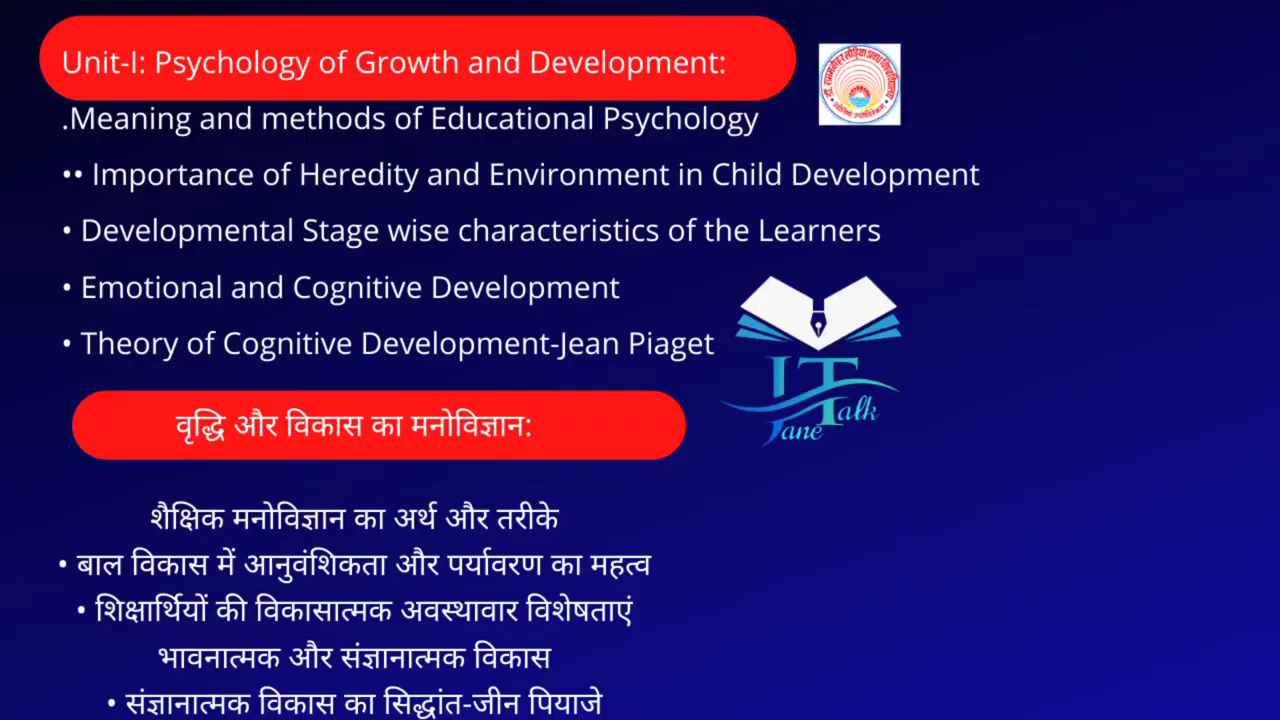 Unit-I: Psychology of Growth and Development:
.Meaning and methods of Educational Psychology
•• Importance of Heredity and Environment in Child Development
• Developmental Stage wise characteristics of the Learners
• Emotional and Cognitive Development
• Theory of Cognitive Development-Jean Piaget
J T
Jane Talk
वृद्धि और विकास का मनोविज्ञान:
शैक्षिक मनोविज्ञान का अर्थ और तरीके
• बाल विकास में आनुवंशिकता और पर्यावरण का महत्व
• शिक्षार्थियों की विकासात्मक अवस्थावार विशेषताएं
भावनात्मक और संज्ञानात्मक विकास
• संज्ञानात्मक विकास का सिद्धांत-जीन पियाजे